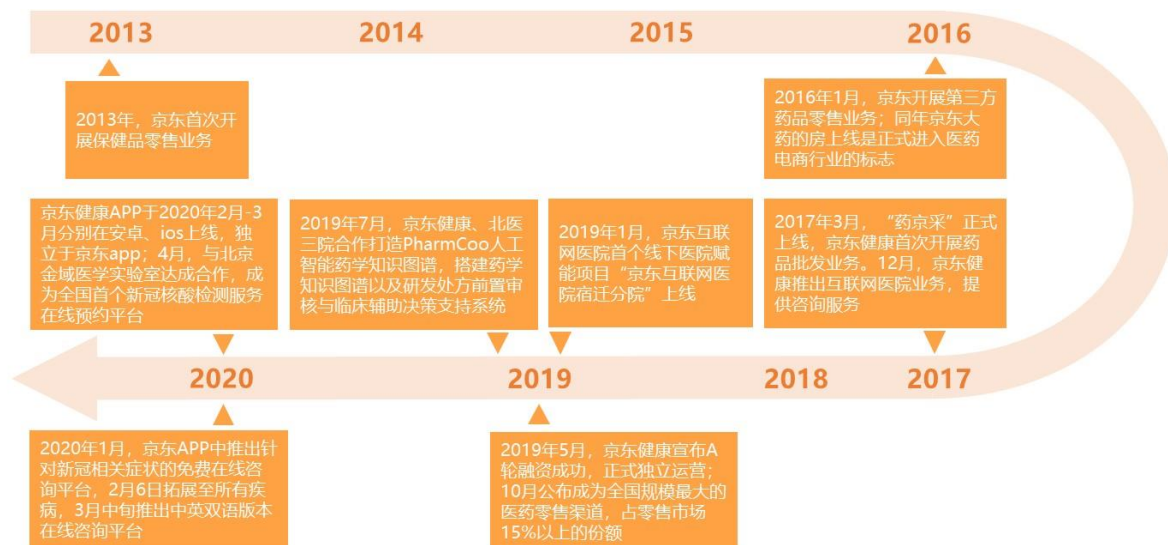 2013
2014
2015
2016
2013年，京东首次开
展保健品零售业务
2016年1月，京东开展第三方
药品零售业务；同年京东大
药的房上线是正式进入医药
电商行业的标志
京东健康APP于2020年2月-3
月分别在安卓、ios上线，独
立于京东app；4月，与北京
金域医学实验室达成合作，成
为全国首个新冠核酸检测服务
在线预约平台
2019年7月，京东健康、北医
三院合作打造PharmCoo人工
智能药学知识图谱，搭建药学
知识图谱以及研发处方前置审
核与临床辅助决策支持系统
2019年1月，京东互联
网医院首个线下医院赋
能项目“京东互联网医
院宿迁分院”上线
2017年3月，“药京采”正式
上线，京东健康首次开展药
品批发业务。12月，京东健
康推出互联网医院业务，提
供咨询服务
2020
2019
2018
2017
2020年1月，京东APP中推出针
对新冠相关症状的免费在线咨
询平台，2月6日拓展至所有疾
病，3月中旬推出中英双语版本
在线咨询平台
2019年5月，京东健康宣布A
轮融资成功，正式独立运营；
10月公布成为全国规模最大的
医药零售渠道，占零售市场
15%以上的份额